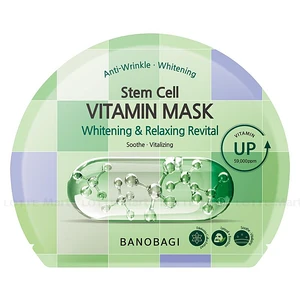 Anti-Wrinkle · Whitening
Stem Cell
VITAMIN MASK
Whitening & Relaxing Revital
Soothe · Vitalizing
VITAMIN
UP
59,000ppm
BANOBAGI